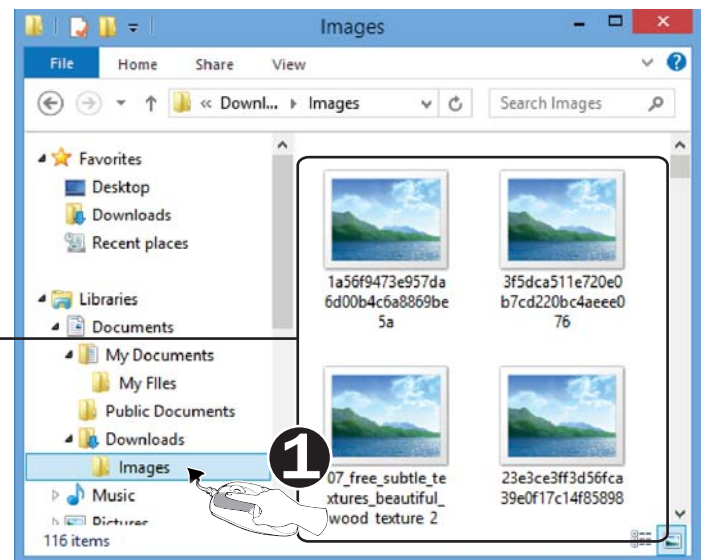 Images
File Home Share View
« Downl... Images Search Images
Favorites
Desktop
Downloads
Recent places
Libraries
Documents
My Documents
My FIles
Public Documents
Downloads
Images
Music
Pictures
116 items
1a56f9473e957da
6d00b4c6a8869be
5a
3f5dca511e720e0
b7cd220bc4aeee0
76
07_free_subtle_te
xtures_beautiful_
wood texture 2
23e3ce3ff3d56fca
39e0f17c14f85898
1